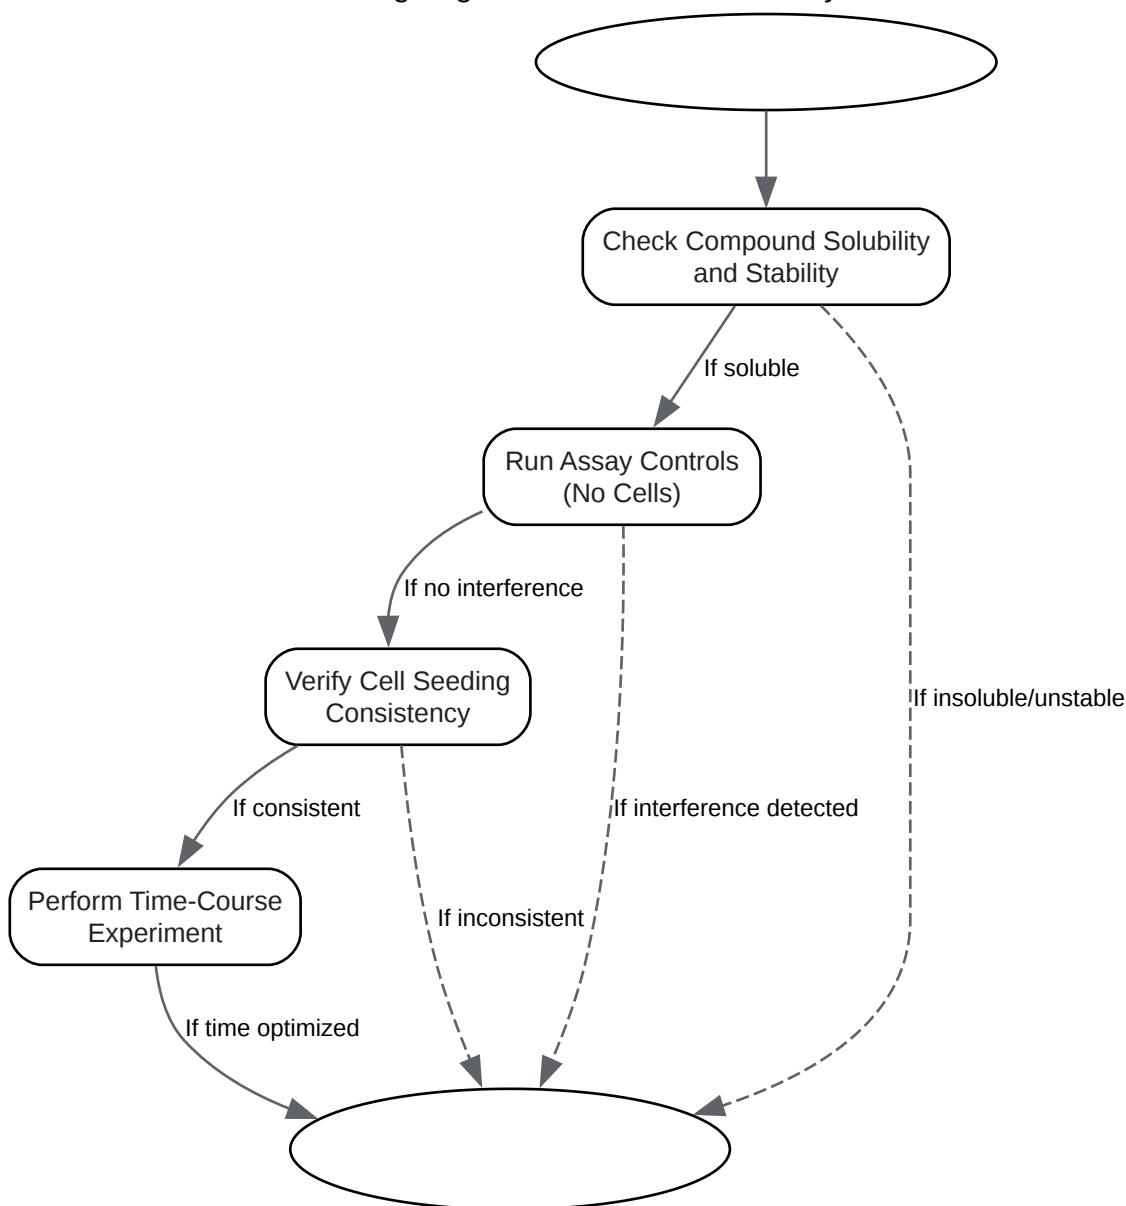 Check Compound Solubility
and Stability
If soluble
Run Assay Controls
(No Cells)
If no interference
Verify Cell Seeding
Consistency
If insoluble/unstable
If consistent
If interference detected
Perform Time-Course
Experiment
If inconsistent
If time optimized